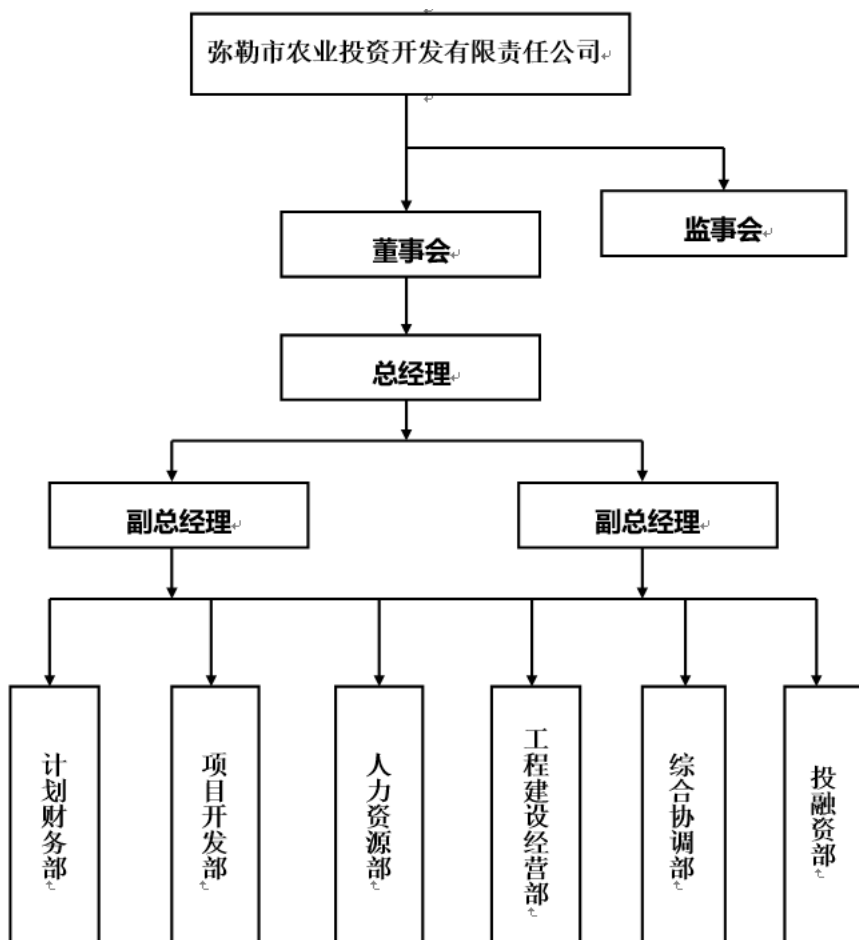 弥勒市农业投资开发有限责任公司
监事会
董事会
总经理
副总经理
副总经理
计划财务部
项目开发部
人力资源部
工程建设经营部
综合协调部
投融资部